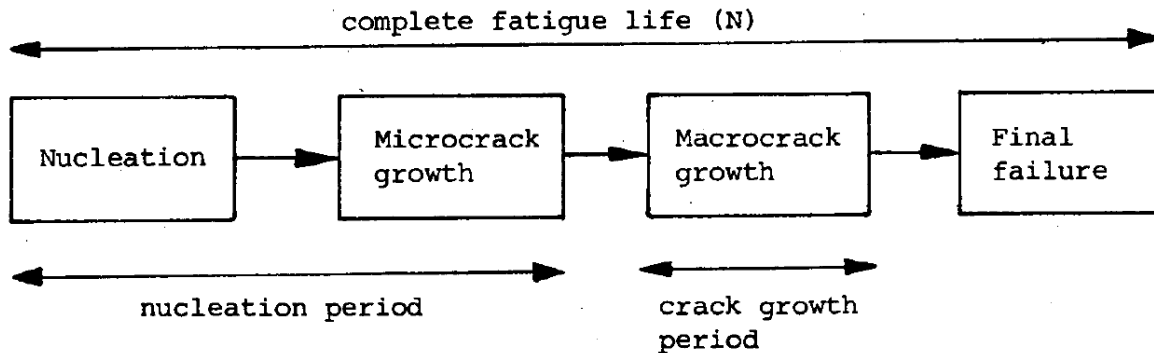 complete fatigue life (N)
Nucleation
Microcrack
growth
Macrocrack
growth
Final
failure
nucleation period
crack growth
period